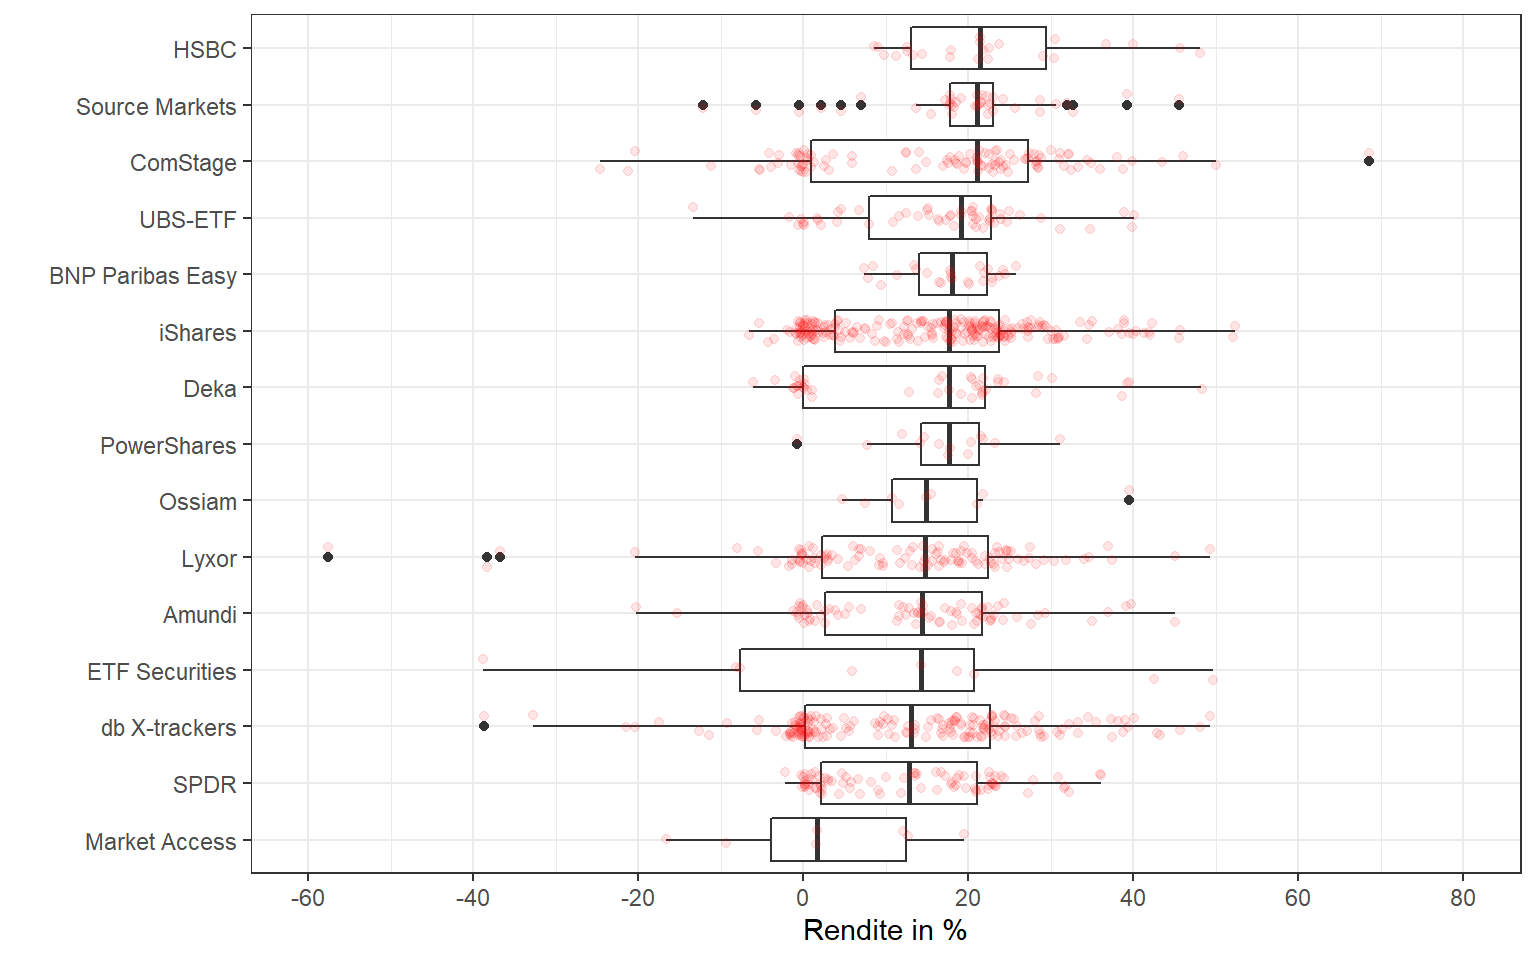 HSBC
Source Markets
ComStage
UBS-ETF
BNP Paribas Easy
iShares
Deka
PowerShares
Ossiam
Lyxor
Amundi
ETF Securities
db X-trackers
SPDR
Market Access
-60 -40 -20 0 20 40 60 80
Rendite in %